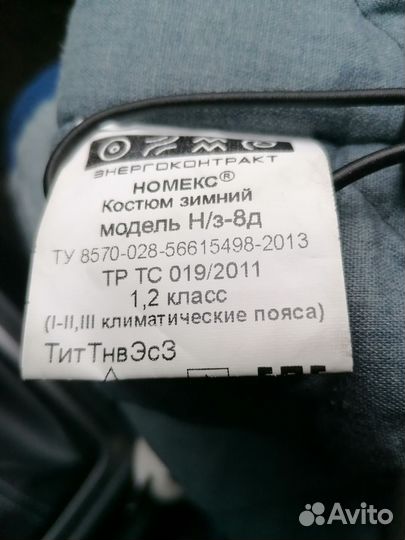 ЭНЕРГОКОНТРАКТ
НОМЕКС®
Костюм зимний
модель Н/з-8д
ТУ 8570-028-56615498-2013
ТР ТС 019/2011
1,2 класс
(I-II,III климатические пояса)
ТитТнвЭсЗ
Avito